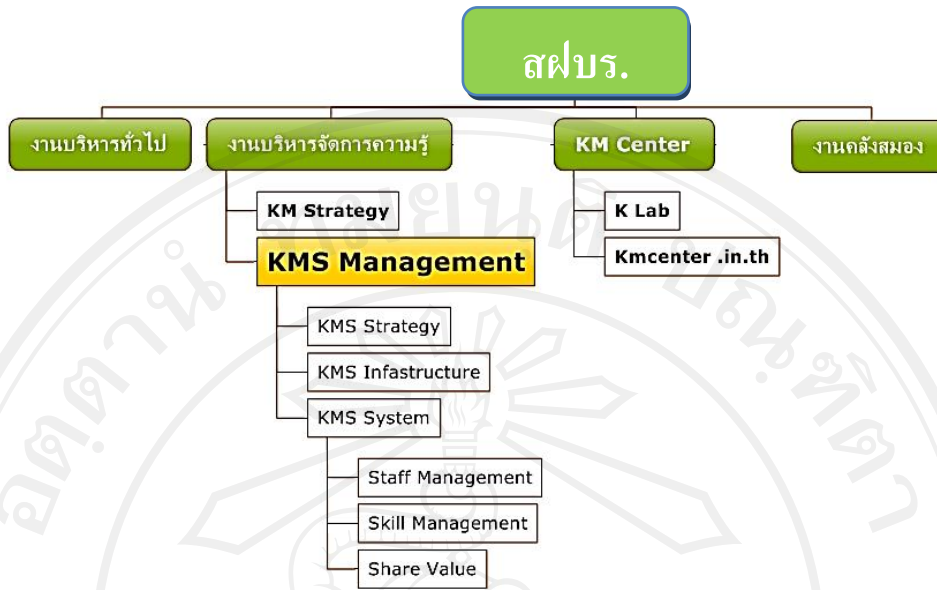 สฝบร.
งานบริหารทั่วไป
งานบริหารจัดการความรู้
KM Center
งานคลังสมอง
KM Strategy
KMS Management
KMS Strategy
KMS Infastructure
KMS System
Staff Management
Skill Management
Share Value
K Lab
Kmcenter .in.th